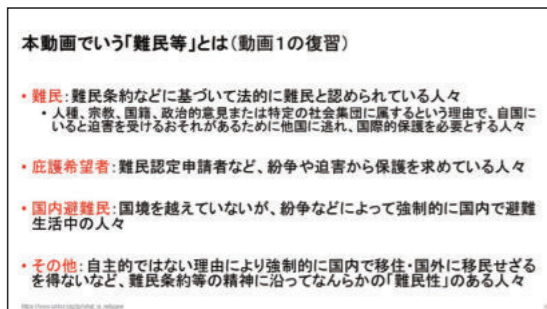 本動画でいう「難民等」とは(動画1の復習)
• 難民:難民条約などに基づいて法的に難民と認められている人々
• 人種、宗教、国籍、政治的意見または特定の社会集団に属するという理由で、自国に
いると迫害を受けるおそれがあるために他国に逃れ、国際的保護を必要とする人々
• 庇護希望者:難民認定申請者など、紛争や迫害から保護を求めている人々
• 国内避難民:国境を越えていないが、紛争などによって強制的に国内で避難
生活中の人々
• その他:自主的ではない理由により強制的に国内で移住・国外に移民せざる
を得ないなど、難民条約等の精神に沿ってなんらかの「難民性」のある人々